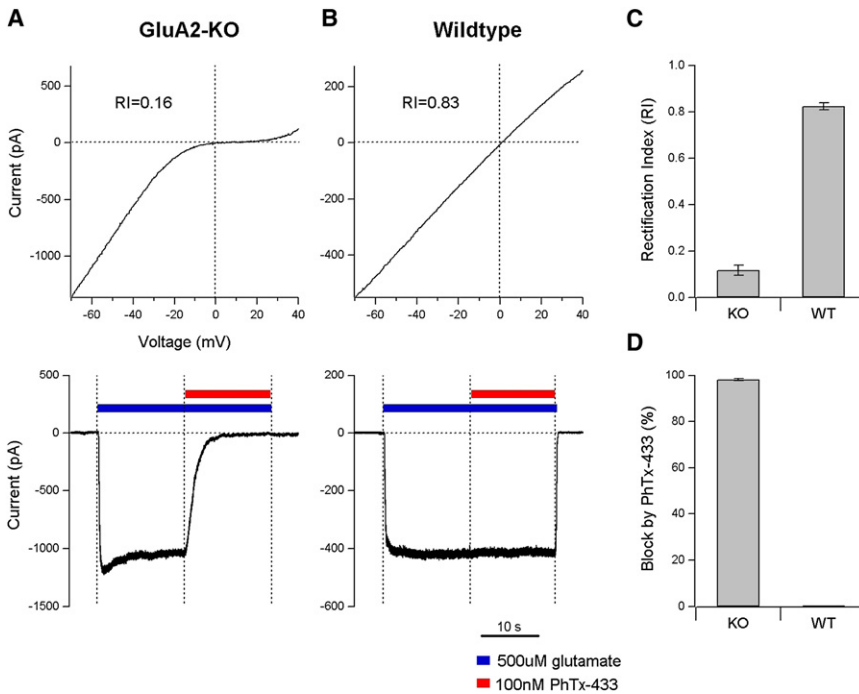 A
GluA2-KO
B
Wildtype
C
500
0
-500
-1000
Current (pA)
RI=0.16
-60
-40
-20
0
20
40
Voltage (mV)
200
0
-200
-400
RI=0.83
-60
-40
-20
0
20
40
1.0
0.8
0.6
0.4
0.2
0.0
Rectification Index (RI)
KO
WT
D
500
0
-500
-1000
-1500
Current (pA)
200
0
-200
-400
-600
10 s
500uM glutamate
100nM PhTx-433
100
80
60
40
20
0
Block by PhTx-433 (%)
KO
WT